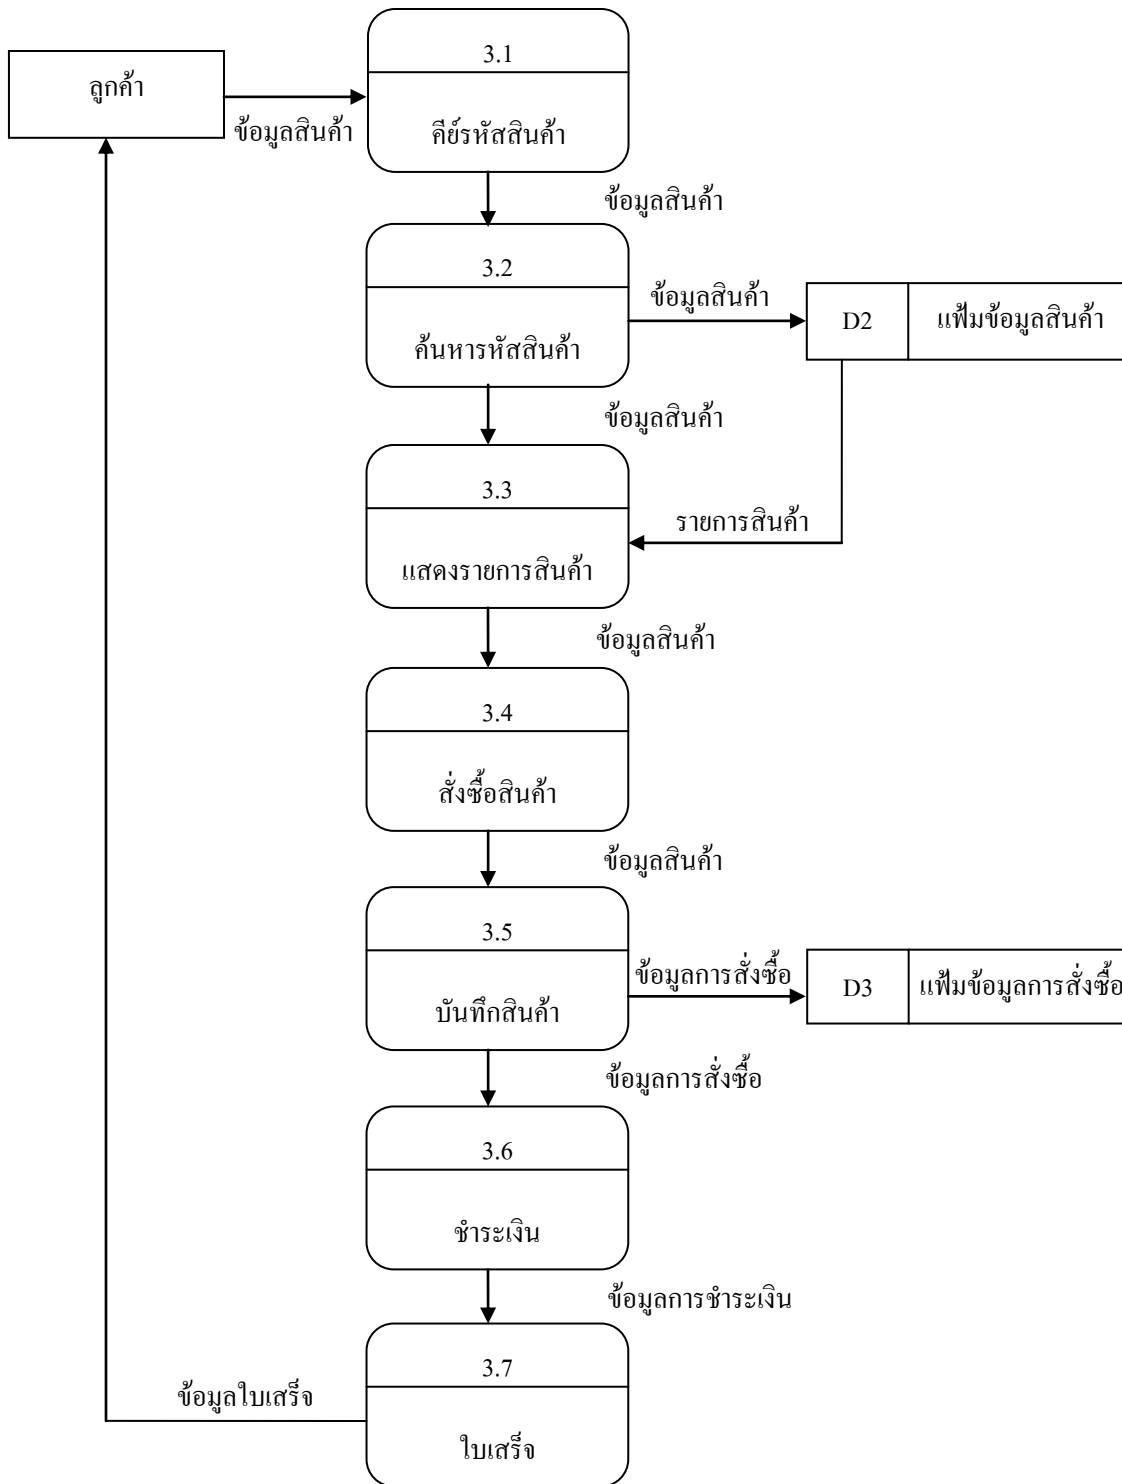 3.1
ลูกค้า
ข้อมูลสินค้า
คีย์รหัสสินค้า
ข้อมูลสินค้า
3.2
ข้อมูลสินค้า
D2
แฟ้มข้อมูลสินค้า
ค้นหารหัสสินค้า
ข้อมูลสินค้า
3.3
รายการสินค้า
แสดงรายการสินค้า
ข้อมูลสินค้า
3.4
สั่งซื้อสินค้า
ข้อมูลสินค้า
3.5
ข้อมูลการสั่งซื้อ
D3
แฟ้มข้อมูลการสั่งซื้อ
บันทึกสินค้า
ข้อมูลการสั่งซื้อ
3.6
ชำระเงิน
ข้อมูลการชำระเงิน
3.7
ข้อมูลใบเสร็จ
ใบเสร็จ